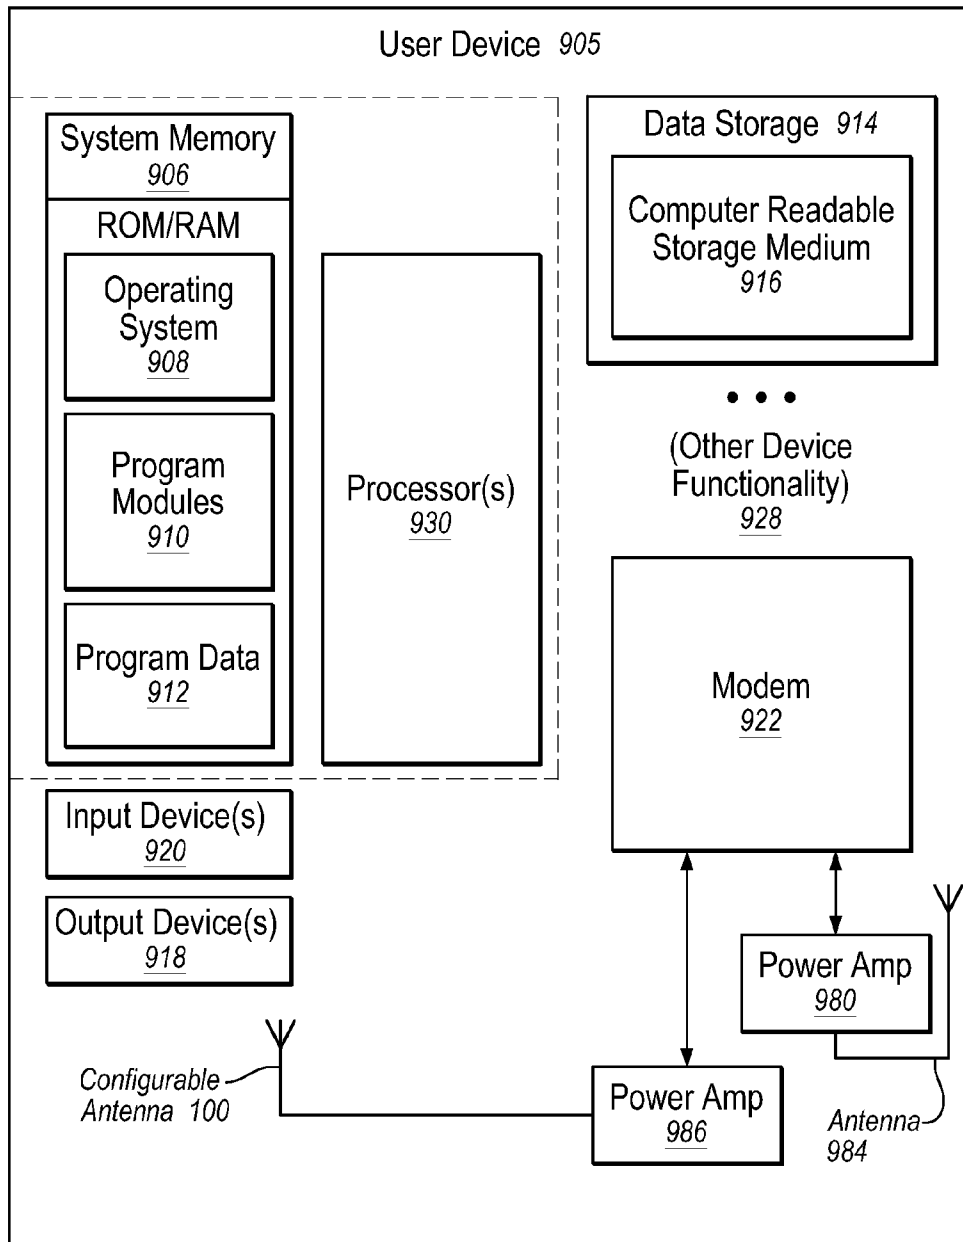 User Device 905
System Memory
906
ROM/RAM
Operating
System
908
Program
Modules
910
Program Data
912
Processor(s)
930
Data Storage 914
Computer Readable
Storage Medium
916
(Other Device
Functionality)
928
Modem
922
Input Device(s)
920
Output Device(s)
918
Power Amp
980
Configurable
Antenna 100
Power Amp
986
Antenna
984